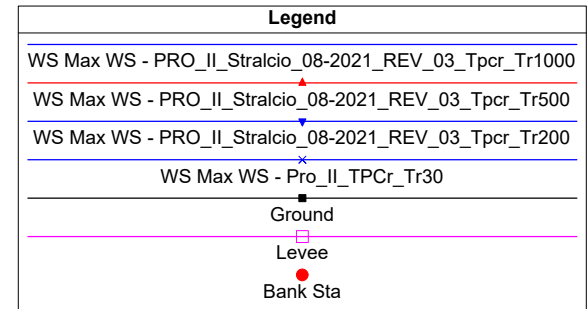 Legend
WS Max WS - PRO_II_Stralcio_08-2021_REV_03_Tpcr_Tr1000
WS Max WS - PRO_II_Stralcio_08-2021_REV_03_Tpcr_Tr500
WS Max WS - PRO_II_Stralcio_08-2021_REV_03_Tpcr_Tr200
WS Max WS - Pro_II_TPCr_Tr30
Ground
Levee
Bank Sta